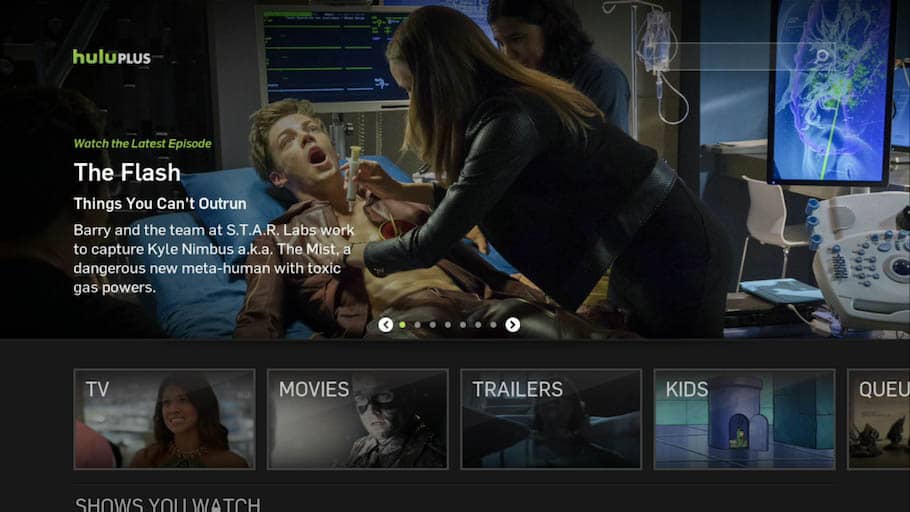 huluPLUS
Watch the Latest Episode
The Flash
Things You Can't Outrun
Barry and the team at S.T.A.R. Labs work
to capture Kyle Nimbus a.k.a. The Mist, a
dangerous new meta-human with toxic
gas powers.
TV
MOVIES
TRAILERS
KIDS
QUEU
SHOWS YOU WATCH